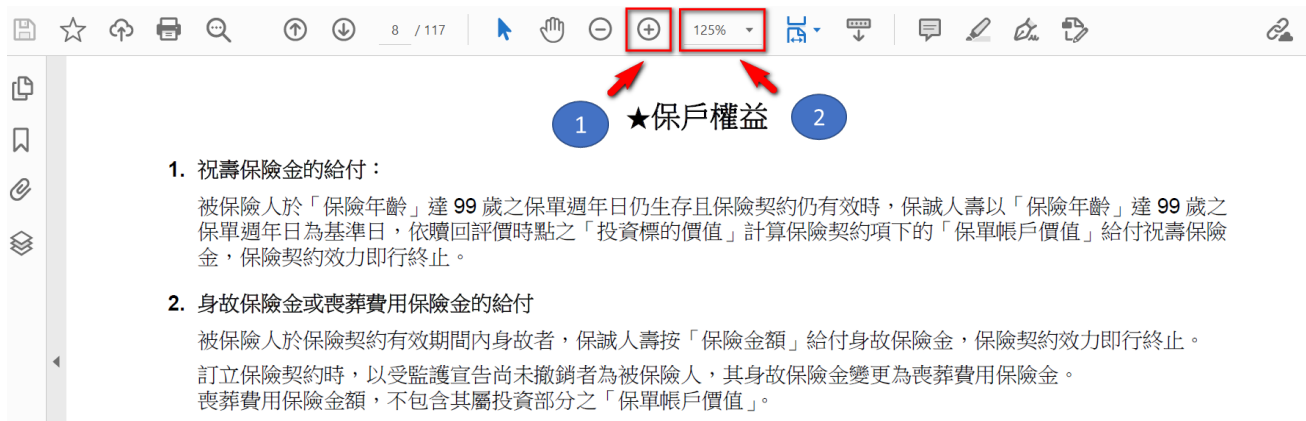 8 / 117
125%
1
★保戶權益
2
1. 祝壽保險金的給付：
被保險人於「保險年齡」達 99 歲之保單週年日仍生存且保險契約仍有效時，保誠人壽以「保險年齡」達 99 歲之
保單週年日為基準日，依贖回評價時點之「投資標的價值」計算保險契約項下的「保單帳戶價值」給付祝壽保險
金，保險契約效力即行終止。
2. 身故保險金或喪葬費用保險金的給付
被保險人於保險契約有效期間內身故者，保誠人壽按「保險金額」給付身故保險金，保險契約效力即行終止。
訂立保險契約時，以受監護宣告尚未撤銷者為被保險人，其身故保險金變更為喪葬費用保險金。
喪葬費用保險金額，不包含其屬投資部分之「保單帳戶價值」。